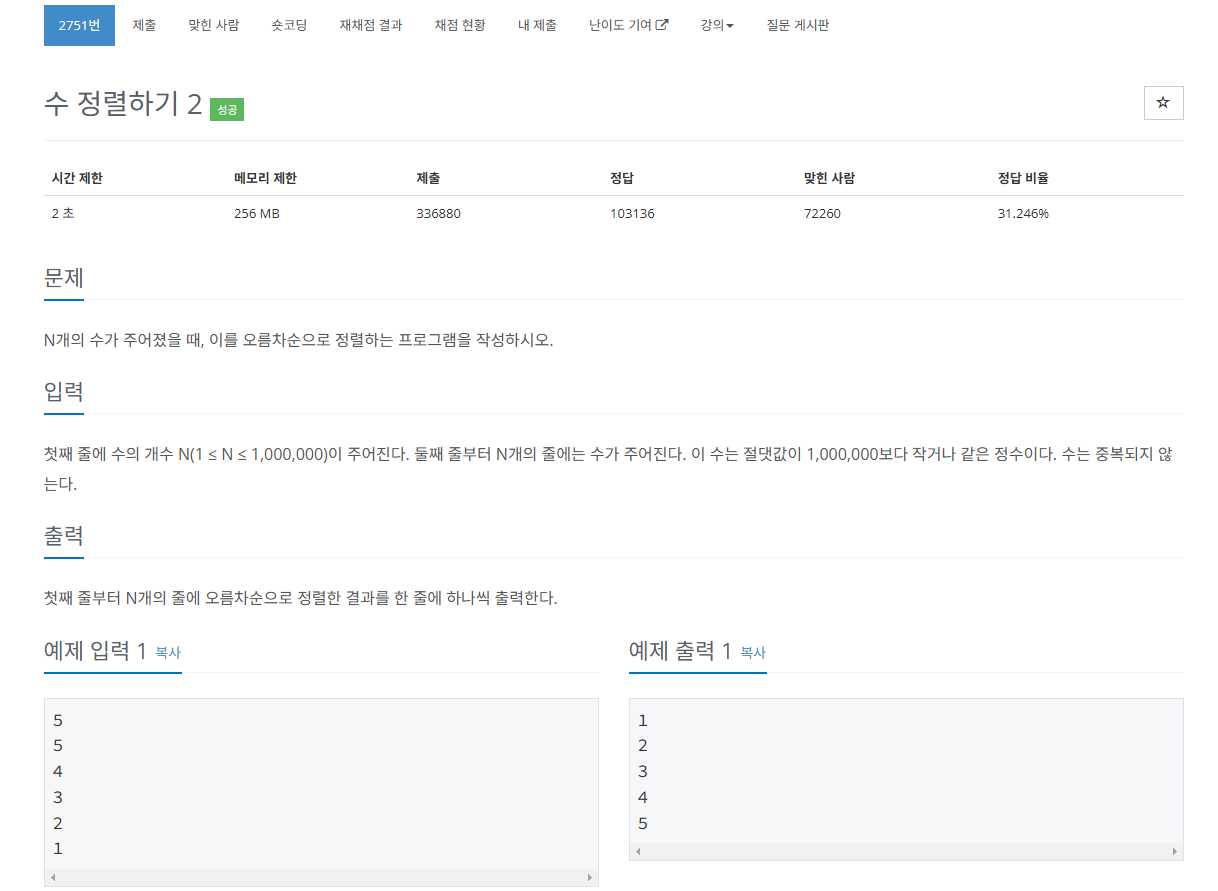 2751번 제출 맞힌 사람 숏코딩 재채점 결과 채점 현황 내 제출 난이도 기여 강의 질문 게시판
수 정렬하기 2 성공
시간 제한 메모리 제한 제출 정답 맞힌 사람 정답 비율
2 초 256 MB 336880 103136 72260 31.246%
문제
N개의 수가 주어졌을 때, 이를 오름차순으로 정렬하는 프로그램을 작성하시오.
입력
첫째 줄에 수의 개수 N(1 ≤ N ≤ 1,000,000)이 주어진다. 둘째 줄부터 N개의 줄에는 수가 주어진다. 이 수는 절댓값이 1,000,000보다 작거나 같은 정수이다. 수는 중복되지 않
는다.
출력
첫째 줄부터 N개의 줄에 오름차순으로 정렬한 결과를 한 줄에 하나씩 출력한다.
예제 입력 1 복사
5
5
4
3
2
1
예제 출력 1 복사
1
2
3
4
5